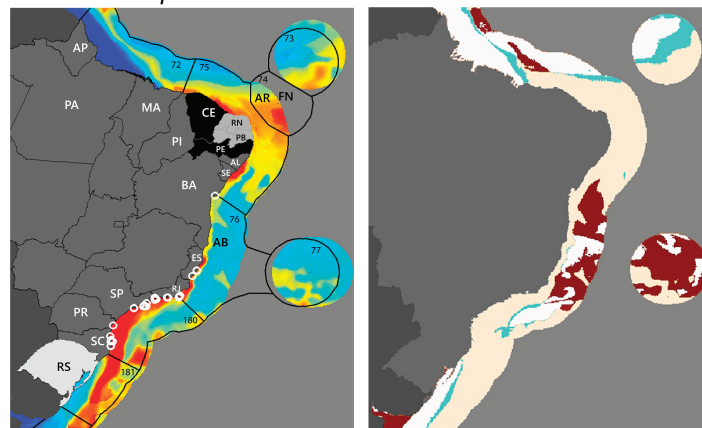 73
AP
72
75
74
AR
FN
PA
MA
CE
RN
PB
PI
PE
AL
SE
BA
76
AB
77
ES
SP
RJ
PR
180
SC
RS
181